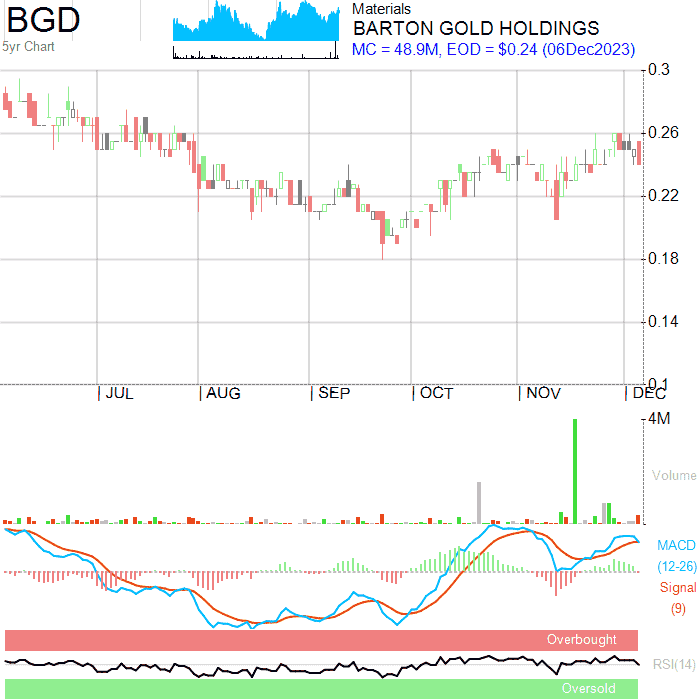 BGD
5yr Chart
Materials
BARTON GOLD HOLDINGS
MC = 48.9M, EOD = $0.24 (06Dec2023)
0.3
0.26
0.22
0.18
0.14
0.1
JUL AUG SEP OCT NOV DEC
4M
Volume
MACD
(12-26)
Signal
(9)
Overbought
RSI(14)
Oversold